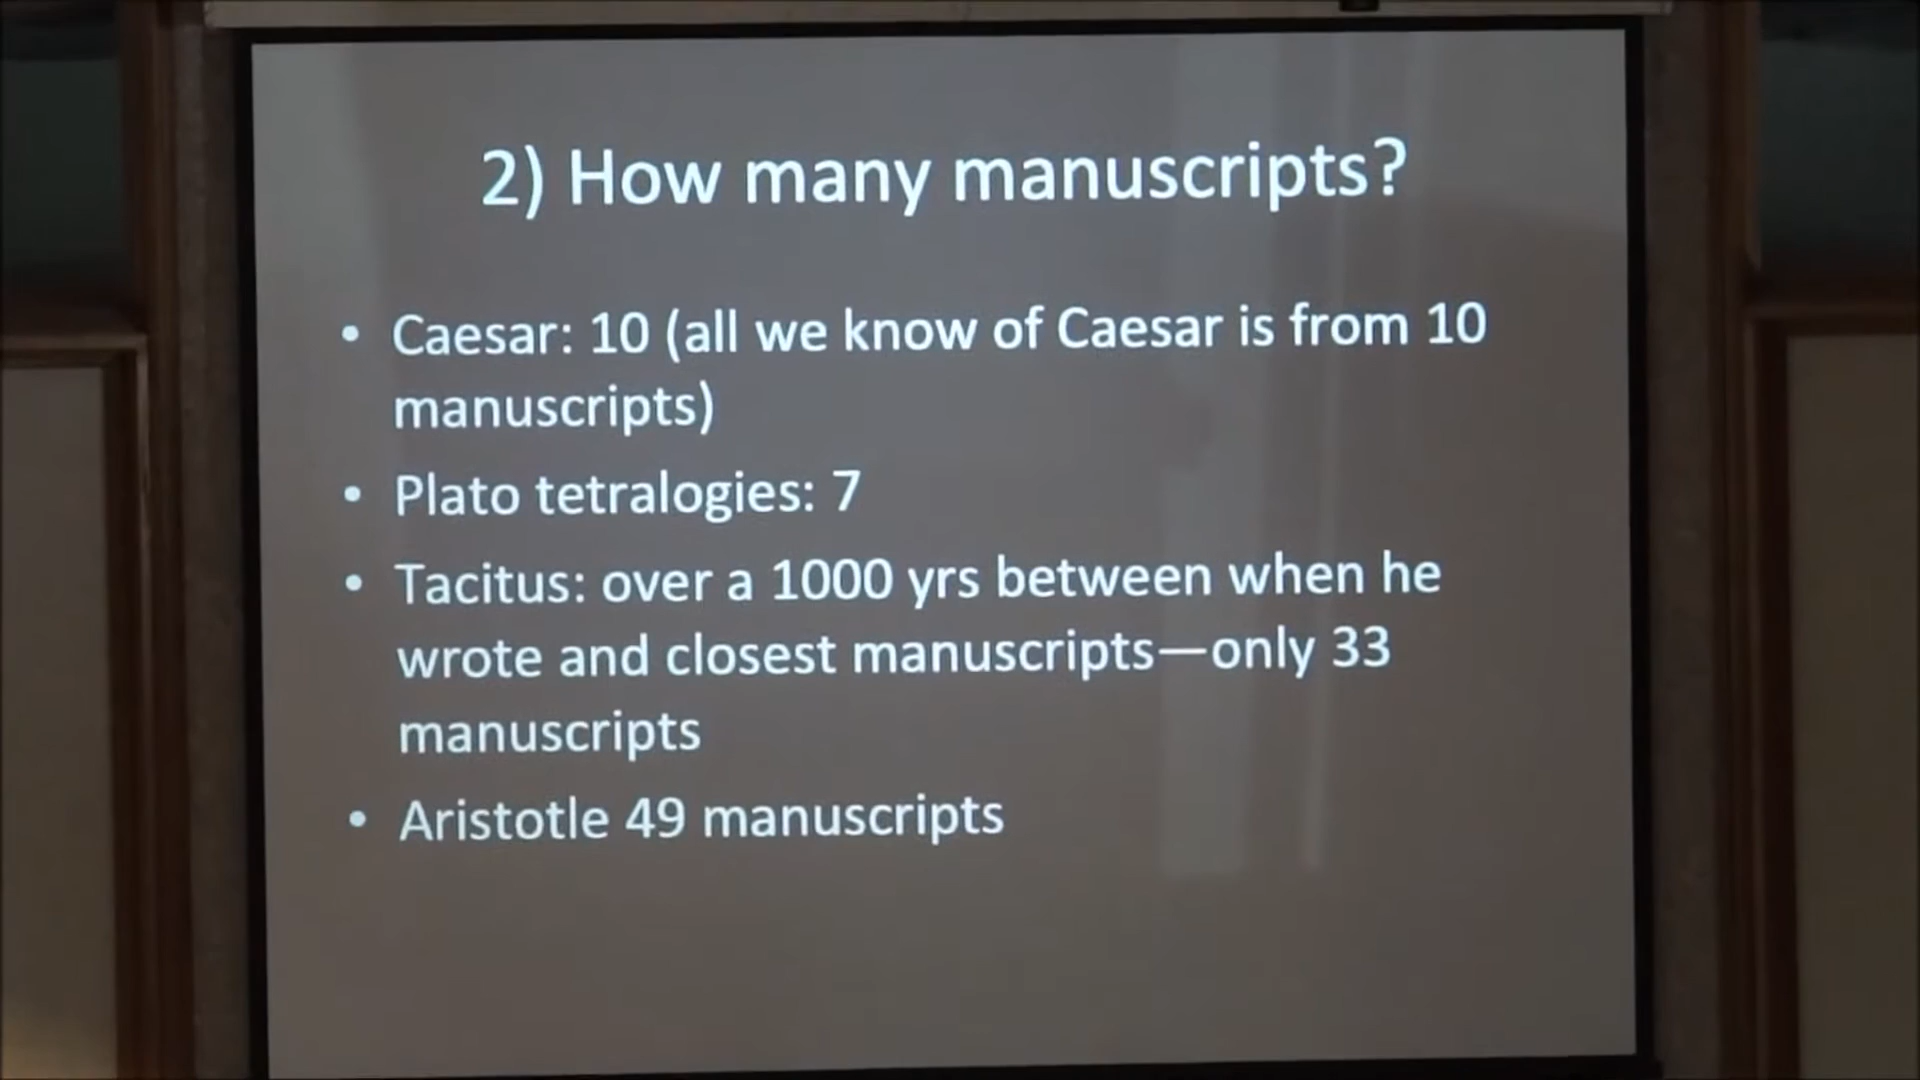 2) How many manuscripts?
• Caesar: 10 (all we know of Caesar is from 10
manuscripts)
• Plato tetralogies: 7
• Tacitus: over a 1000 yrs between when he
wrote and closest manuscripts—only 33
manuscripts
• Aristotle 49 manuscripts